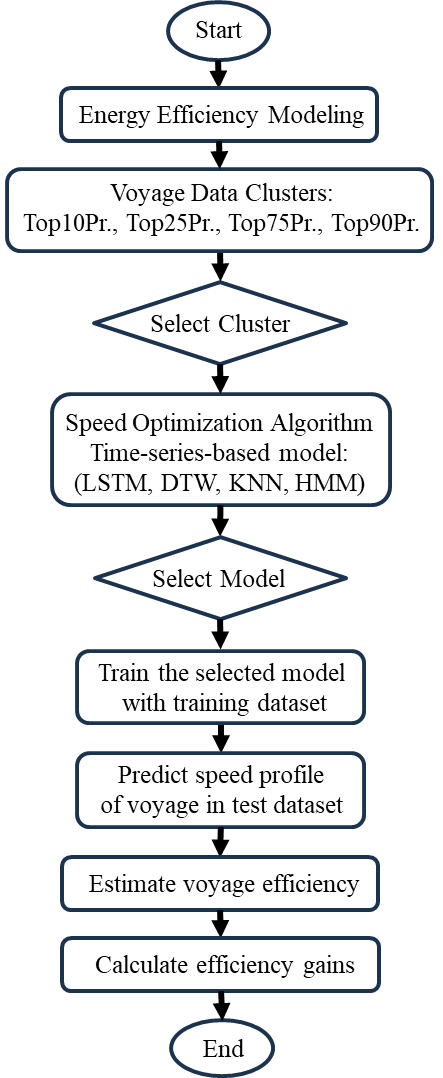 Start
Energy Efficiency Modeling
Voyage Data Clusters:
Top10Pr., Top25Pr., Top75Pr., Top90Pr.
Select Cluster
Speed Optimization Algorithm
Time-series-based model:
(LSTM, DTW, KNN, HMM)
Select Model
Train the selected model
with training dataset
Predict speed profile
of voyage in test dataset
Estimate voyage efficiency
Calculate efficiency gains
End